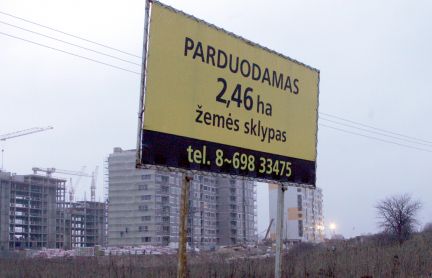 PARDUODAMAS
2,46 ha
žemės sklypas
tel. 8~698 33475